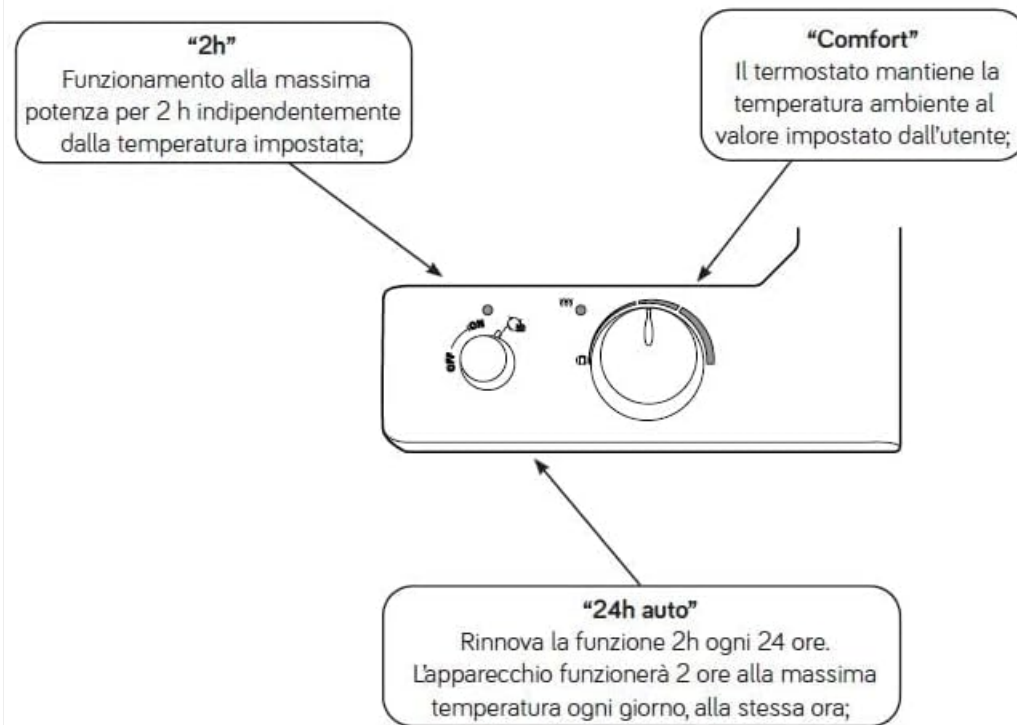 “2h”
Funzionamento alla massima
potenza per 2 h indipendentemente
dalla temperatura impostata;
“Comfort”
Il termostato mantiene la
temperatura ambiente al
valore impostato dall’utente;
OFF
ON
“24h auto”
Rinnova la funzione 2h ogni 24 ore.
L’apparecchio funzionerà 2 ore alla massima
temperatura ogni giorno, alla stessa ora;